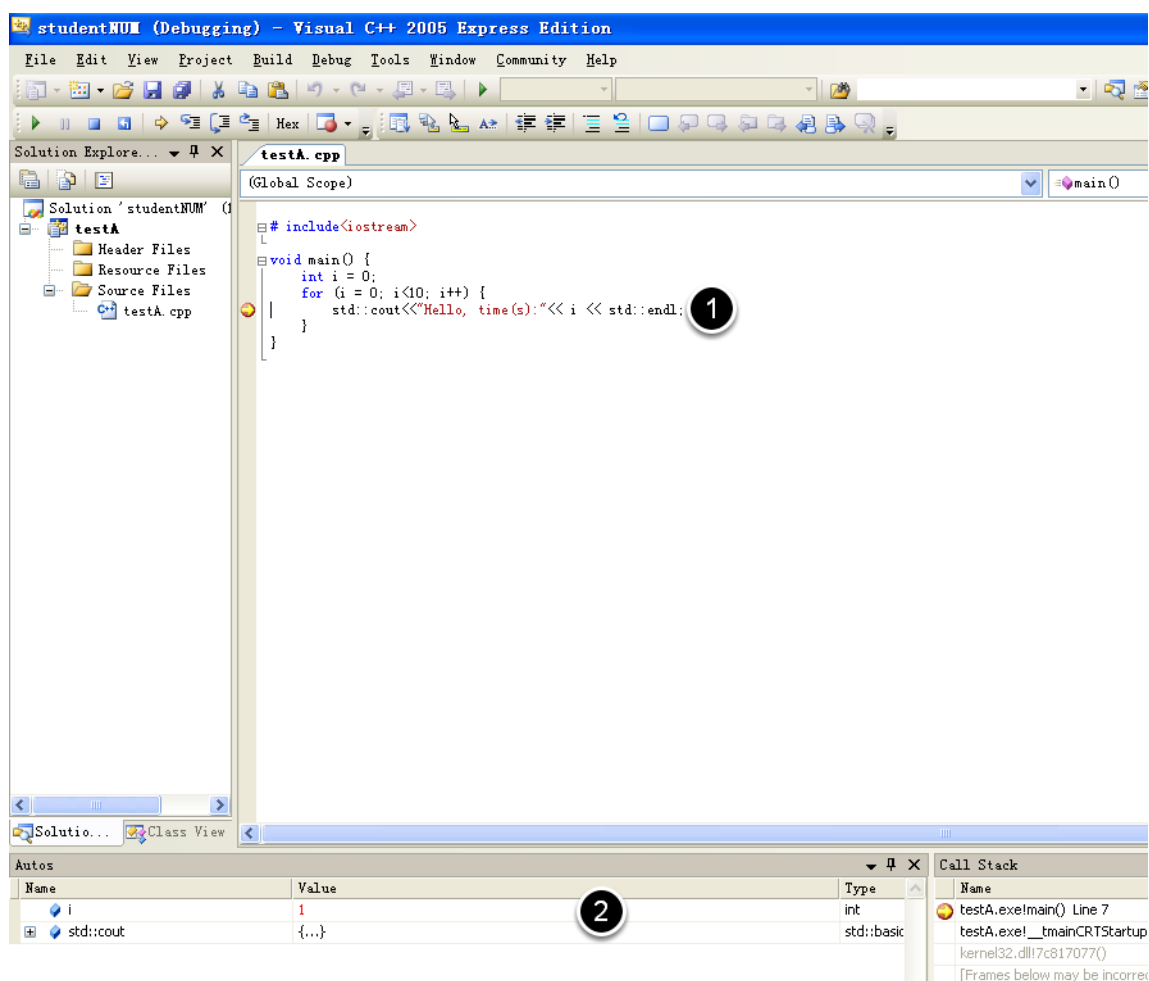 studentNUM (Debugging) - Visual C++ 2005 Express Edition
File Edit View Project Build Debug Tools Window Community Help
Hex
Solution Explore...
testA.cpp
(Global Scope)
main()
Solution 'studentNUM' (1
testA
Header Files
Resource Files
Source Files
testA.cpp
# include<iostream>
void main() {
int i = 0;
for (i = 0; i<10; i++) {
std::cout<<"Hello, time(s):"<< i << std::endl;
}
}
1
Solutio... Class View
Autos
Name Value Type
i 1 int
std::cout {...} std::basic
2
Call Stack
Name
testA.exe!main() Line 7
testA.exe!__tmainCRTStartup
kernel32.dll!7c817077()
[Frames below may be incorrec